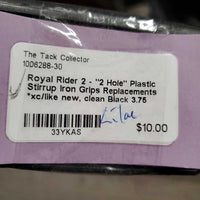 The Tack Collector
1006288-30
Royal Rider 2 - "2 Hole" Plastic
Stirrup Iron Grips Replacements
*xc/like new, clean Black 3.75
Lilac
$10.00
33YKAS